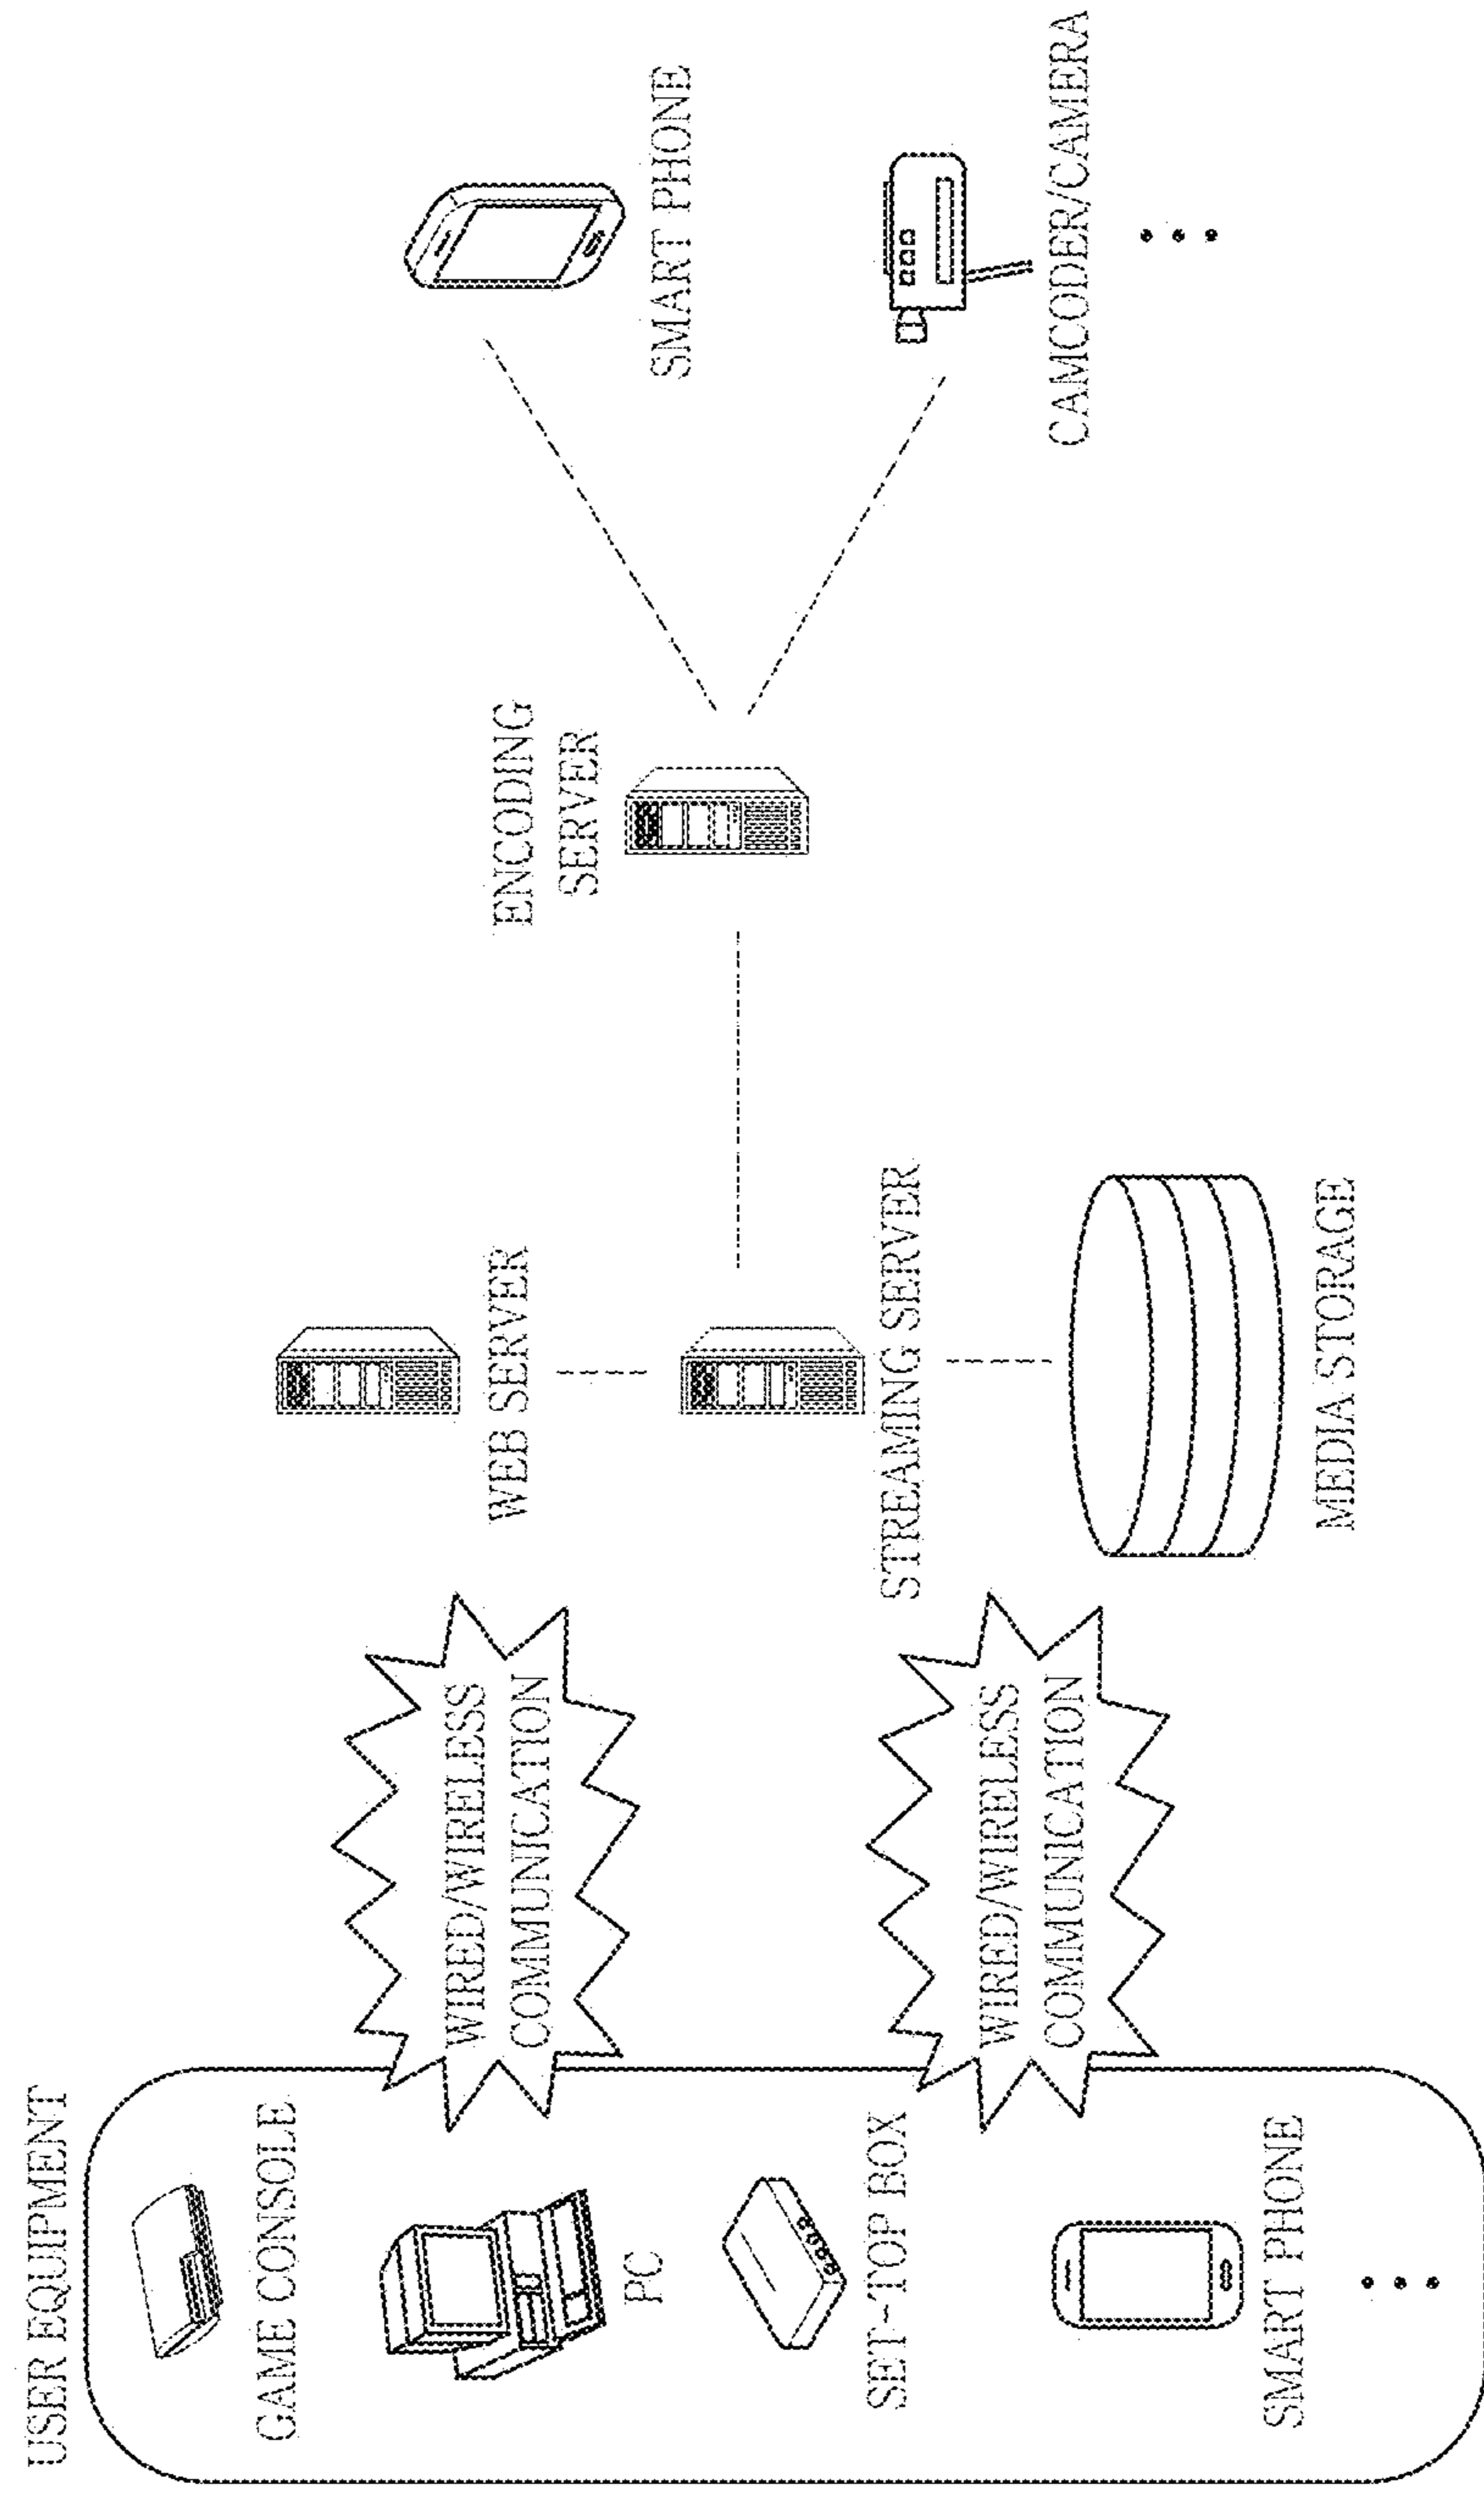 USER EQUIPMENT
GAME CONSOLE
PC
SET-TOP BOX
SMART PHONE
WIRED/WIRELESS
COMMUNICATION
WIRED/WIRELESS
COMMUNICATION
WEB SERVER
STREAMING SERVER
MEDIA STORAGE
ENCODING
SERVER
SMART PHONE
CAMCODER/CAMERA